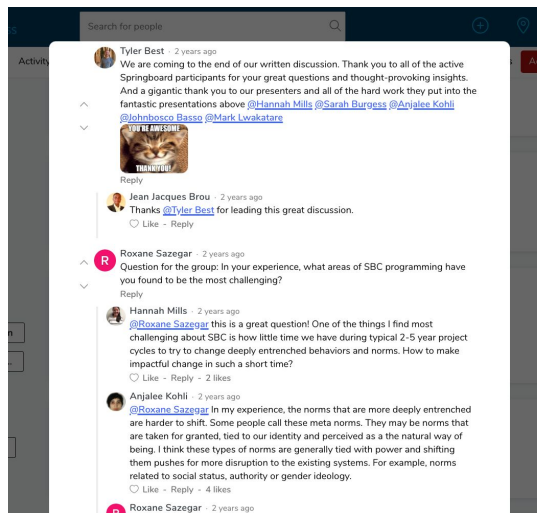 Search for people
Activity
Tyler Best · 2 years ago
We are coming to the end of our written discussion. Thank you to all of the active
Springboard participants for your great questions and thought-provoking insights.
And a gigantic thank you to our presenters and all of the hard work they put into the
fantastic presentations above @Hannah Mills @Sarah Burgess @Anjalee Kohli
@Johnbosco Basso @Mark Lwakatare
YOU'RE AWESOME
THANK YOU!
Reply
Jean Jacques Brou · 2 years ago
Thanks @Tyler Best for leading this great discussion.
Like - Reply
R
Roxane Sazegar · 2 years ago
Question for the group: In your experience, what areas of SBC programming have
you found to be the most challenging?
Reply
Hannah Mills · 2 years ago
@Roxane Sazegar this is a great question! One of the things I find most
challenging about SBC is how little time we have during typical 2-5 year project
cycles to try to change deeply entrenched behaviors and norms. How to make
impactful change in such a short time?
Like - Reply - 2 likes
Anjalee Kohli · 2 years ago
@Roxane Sazegar In my experience, the norms that are more deeply entrenched
are harder to shift. Some people call these meta norms. They may be norms that
are taken for granted, tied to our identity and perceived as a the natural way of
being. I think these types of norms are generally tied with power and shifting
them pushes for more disruption to the existing systems. For example, norms
related to social status, authority or gender ideology.
Like - Reply - 4 likes
R
Roxane Sazegar · 2 years ago